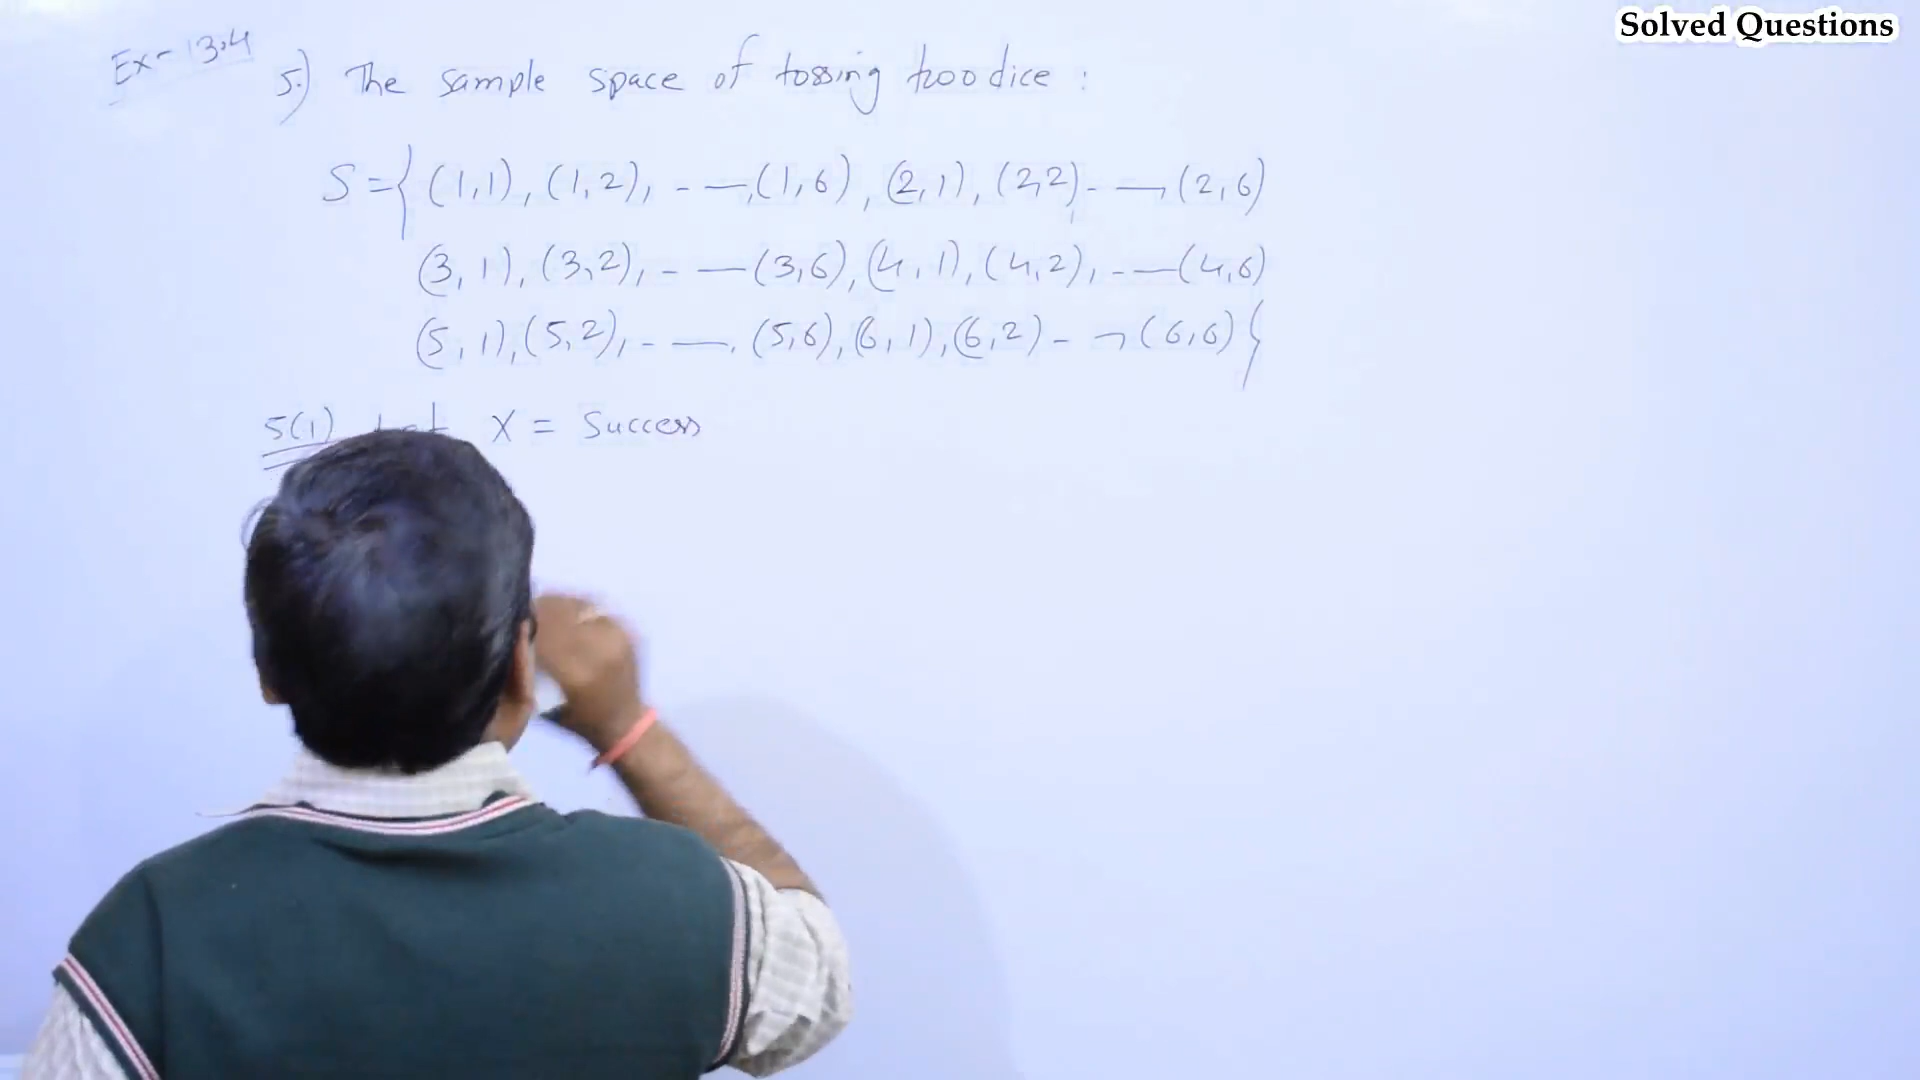 Solved Questions
Ex- 13.4
5.) The sample space of tossing two dice :
S = { (1,1), (1,2), - —, (1,6), (2,1), (2,2) - —, (2,6)
(3,1), (3,2), - — (3,6), (4,1), (4,2), - — (4,6)
(5,1), (5,2), - —. (5,6), (6,1), (6,2) - ¬ (6,6) }
5(1) Let X = Success